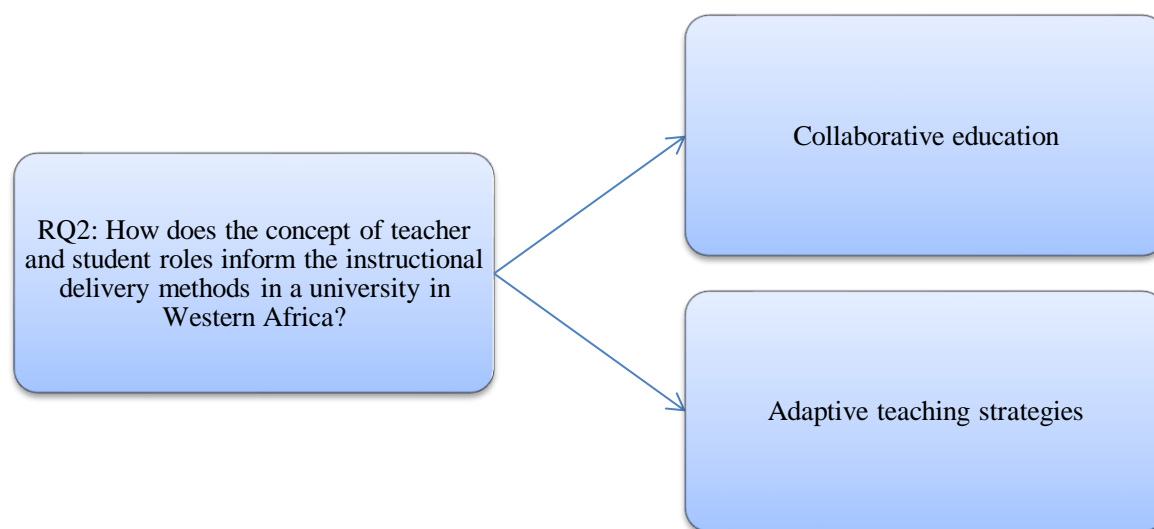 RQ2: How does the concept of teacher
and student roles inform the instructional
delivery methods in a university in
Western Africa?
Collaborative education
Adaptive teaching strategies